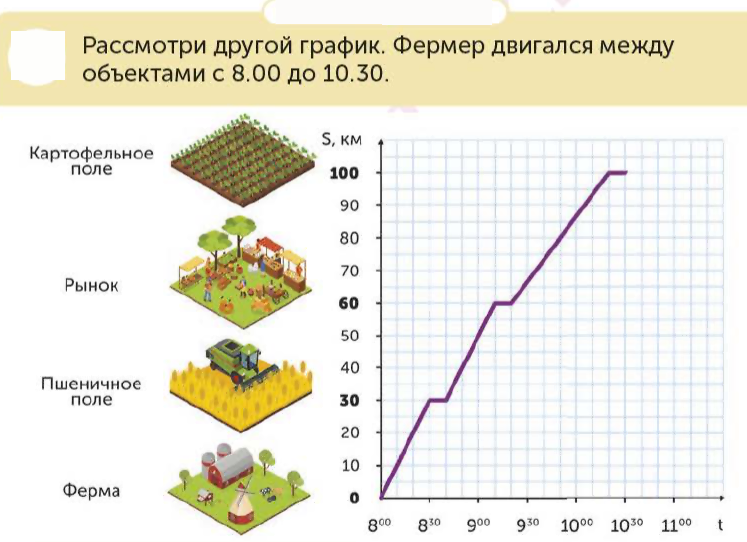 Рассмотри другой график. Фермер двигался между
объектами с 8.00 до 10.30.
Картофельное
поле
Рынок
Пшеничное
поле
Ферма
S, км
100
90
80
70
60
50
40
30
20
10
0
8⁰⁰ 8³⁰ 9⁰⁰ 9³⁰ 10⁰⁰ 10³⁰ 11⁰⁰ t